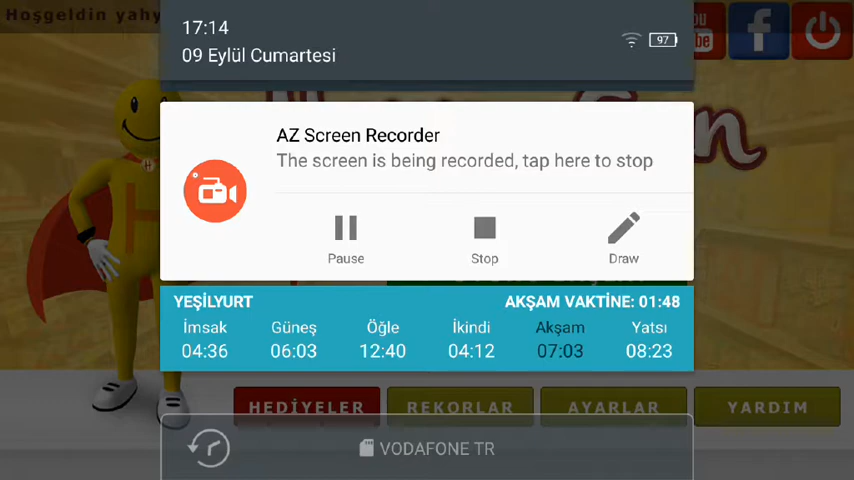 Hoşgeldin yahy
17:14
09 Eylül Cumartesi
97
You
be
f
AZ Screen Recorder
The screen is being recorded, tap here to stop
Pause
Stop
Draw
H
YEŞİLYURT
AKŞAM VAKTİNE: 01:48
İmsak
Güneş
Öğle
İkindi
Akşam
Yatsı
04:36
06:03
12:40
04:12
07:03
08:23
HEDİYELER
REKORLAR
AYARLAR
YARDIM
VODAFONE TR